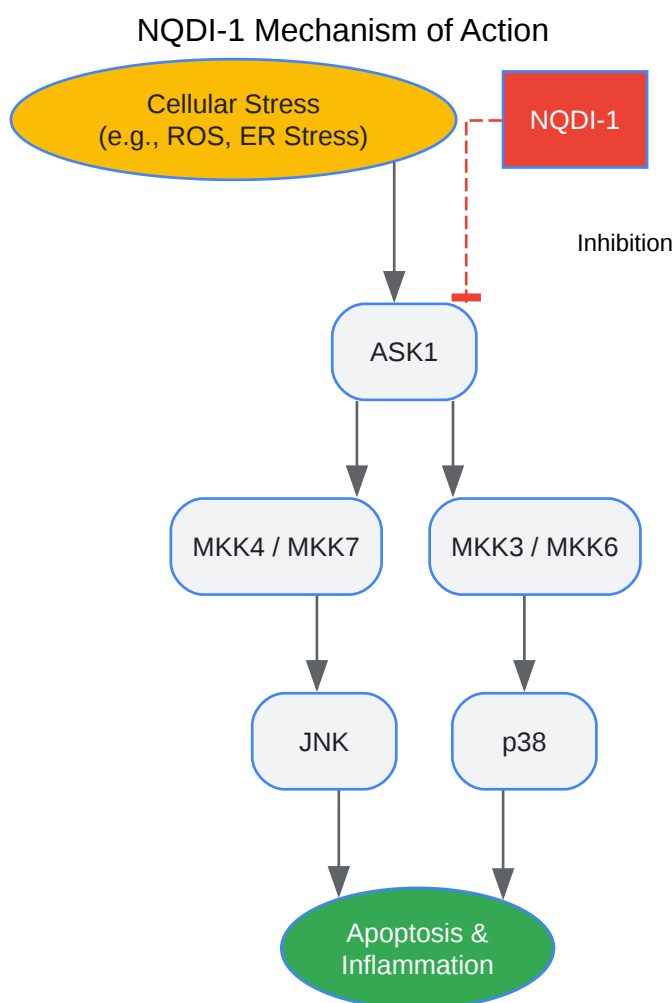 NQDI-1 Mechanism of Action
Cellular Stress
(e.g., ROS, ER Stress)
NQDI-1
Inhibition
ASK1
MKK4 / MKK7
MKK3 / MKK6
JNK
p38
Apoptosis &
Inflammation